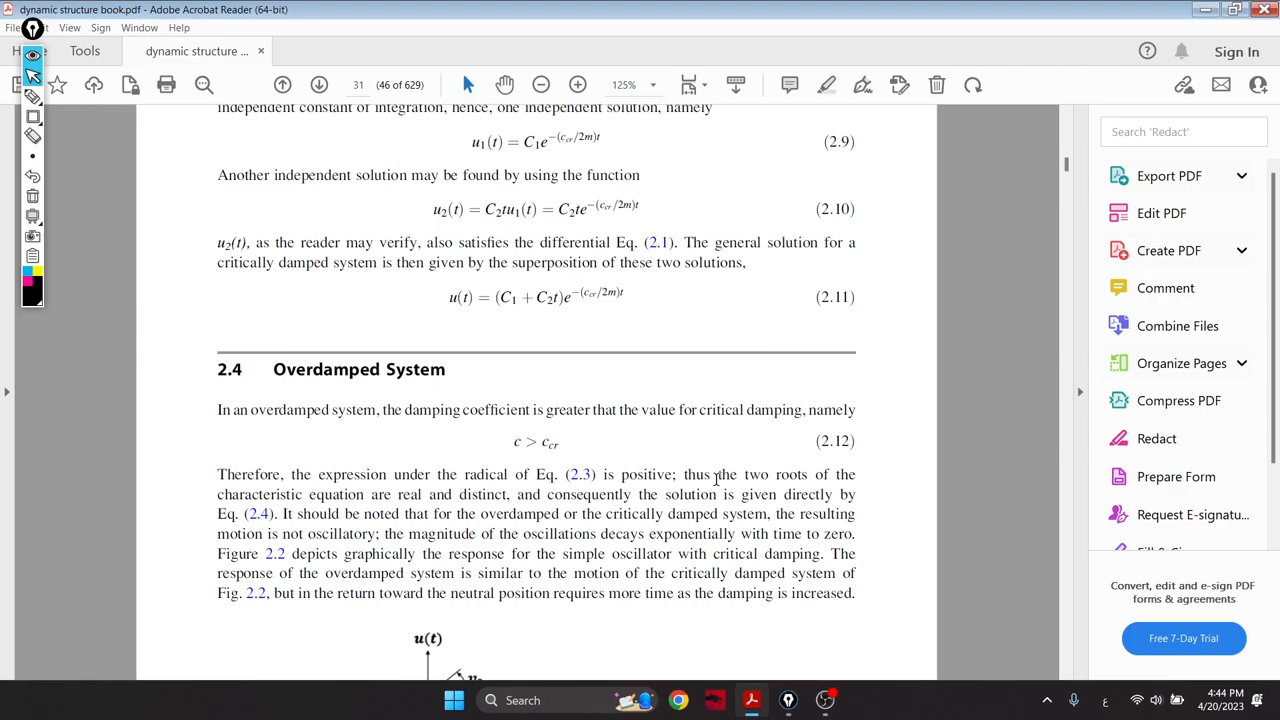 dynamic structure book.pdf - Adobe Acrobat Reader (64-bit)
File Edit View Sign Window Help
Tools
dynamic structure ... ×
Sign In
31 (46 of 629)
125%
independent constant of integration, hence, one independent solution, namely
u₁(t) = C₁e^{−(c_{cr}/2m)t} (2.9)
Another independent solution may be found by using the function
u₂(t) = C₂tu₁(t) = C₂te^{−(c_{cr}/2m)t} (2.10)
u₂(t), as the reader may verify, also satisfies the differential Eq. (2.1). The general solution for a
critically damped system is then given by the superposition of these two solutions,
u(t) = (C₁ + C₂t)e^{−(c_{cr}/2m)t} (2.11)
2.4 Overdamped System
In an overdamped system, the damping coefficient is greater that the value for critical damping, namely
c > c_{cr} (2.12)
Therefore, the expression under the radical of Eq. (2.3) is positive; thus the two roots of the
characteristic equation are real and distinct, and consequently the solution is given directly by
Eq. (2.4). It should be noted that for the overdamped or the critically damped system, the resulting
motion is not oscillatory; the magnitude of the oscillations decays exponentially with time to zero.
Figure 2.2 depicts graphically the response for the simple oscillator with critical damping. The
response of the overdamped system is similar to the motion of the critically damped system of
Fig. 2.2, but in the return toward the neutral position requires more time as the damping is increased.
u(t)
Search 'Redact'
Export PDF
Edit PDF
Create PDF
Comment
Combine Files
Organize Pages
Compress PDF
Redact
Prepare Form
Request E-signatu...
Convert, edit and e-sign PDF
forms & agreements
Free 7-Day Trial
Search
ع
4:44 PM
4/20/2023